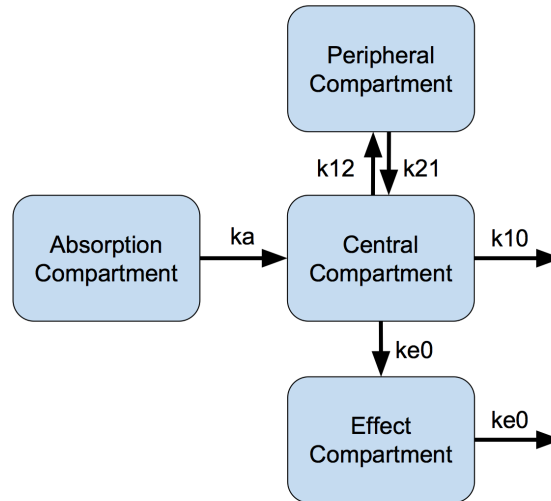 Peripheral
Compartment
k12
k21
Absorption
Compartment
ka
Central
Compartment
k10
ke0
Effect
Compartment
ke0